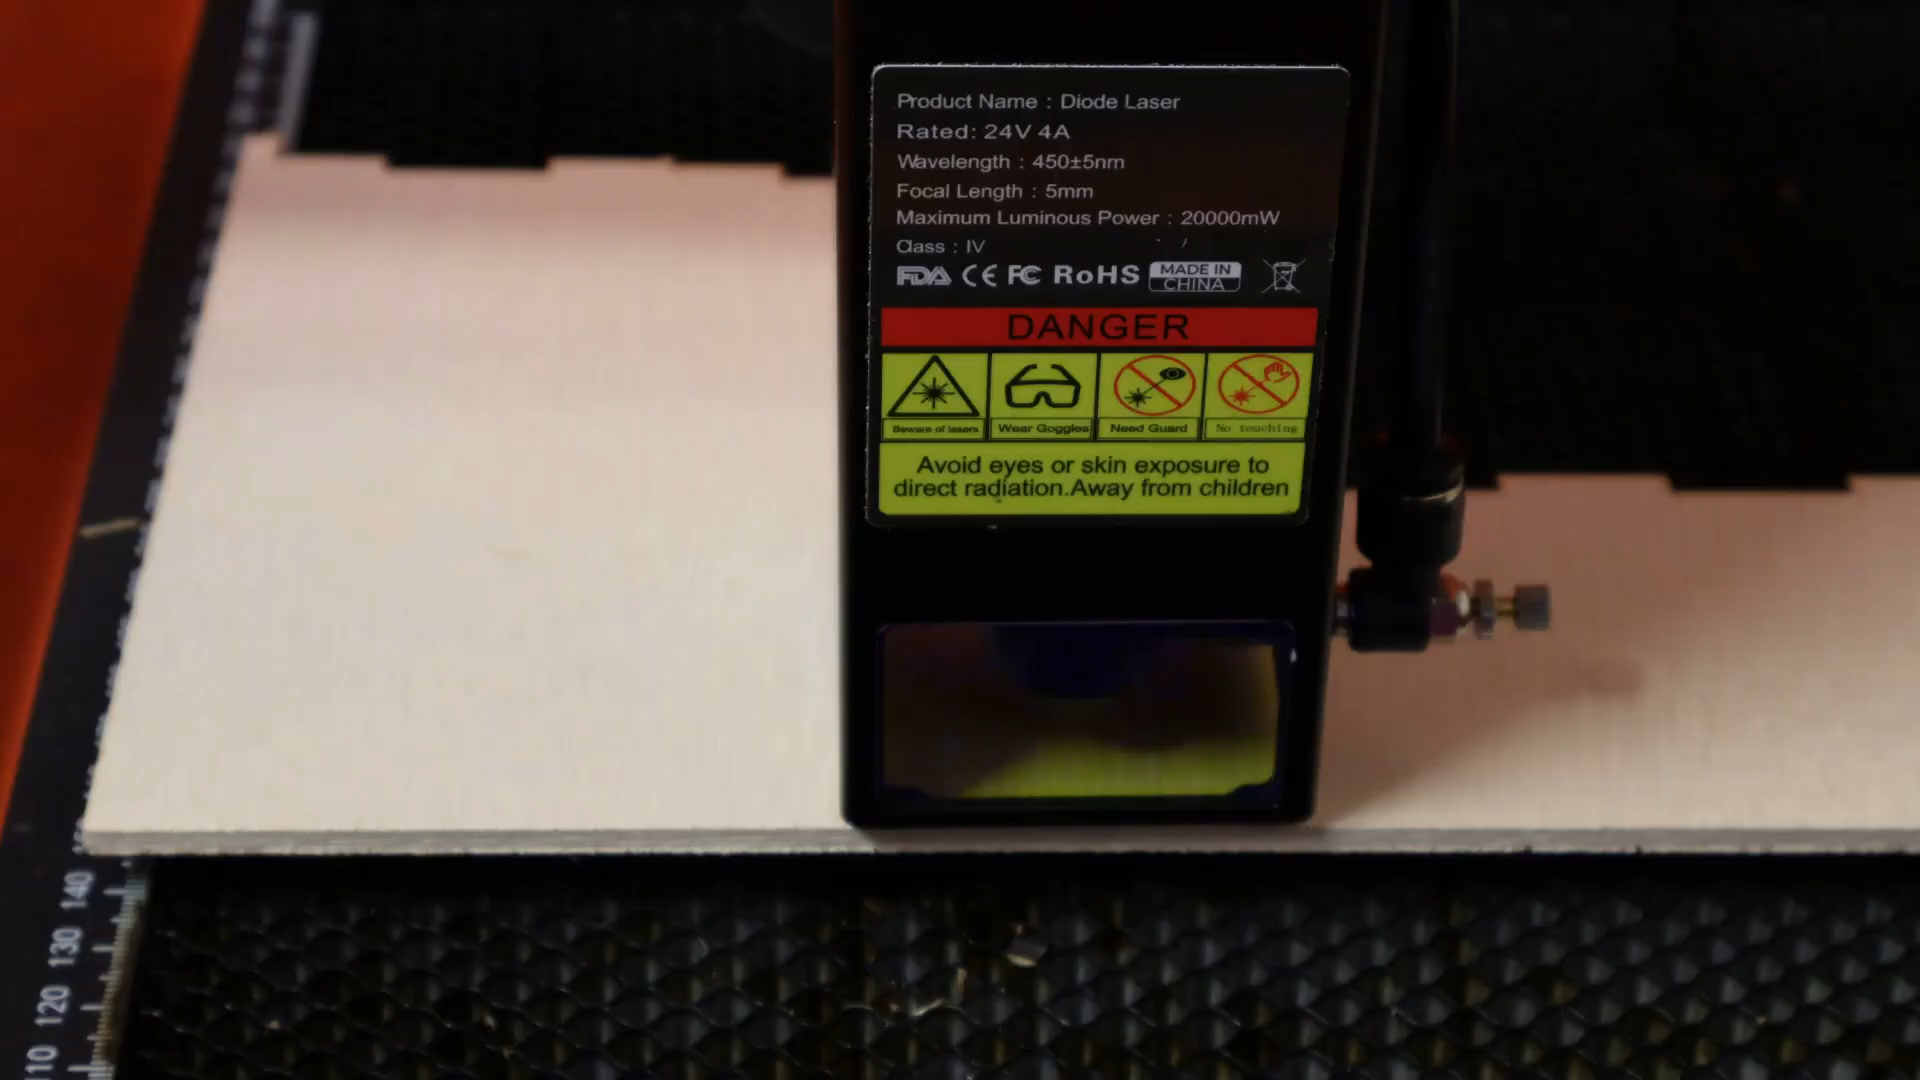 Product Name : Diode Laser
Rated: 24V 4A
Wavelength : 450±5nm
Focal Length : 5mm
Maximum Luminous Power : 20000mW
Class : IV
FDA CE FC RoHS MADE IN CHINA
DANGER
Beware of lasers Wear Goggles Need Guard No touching
Avoid eyes or skin exposure to
direct radiation.Away from children
140
130
120
110